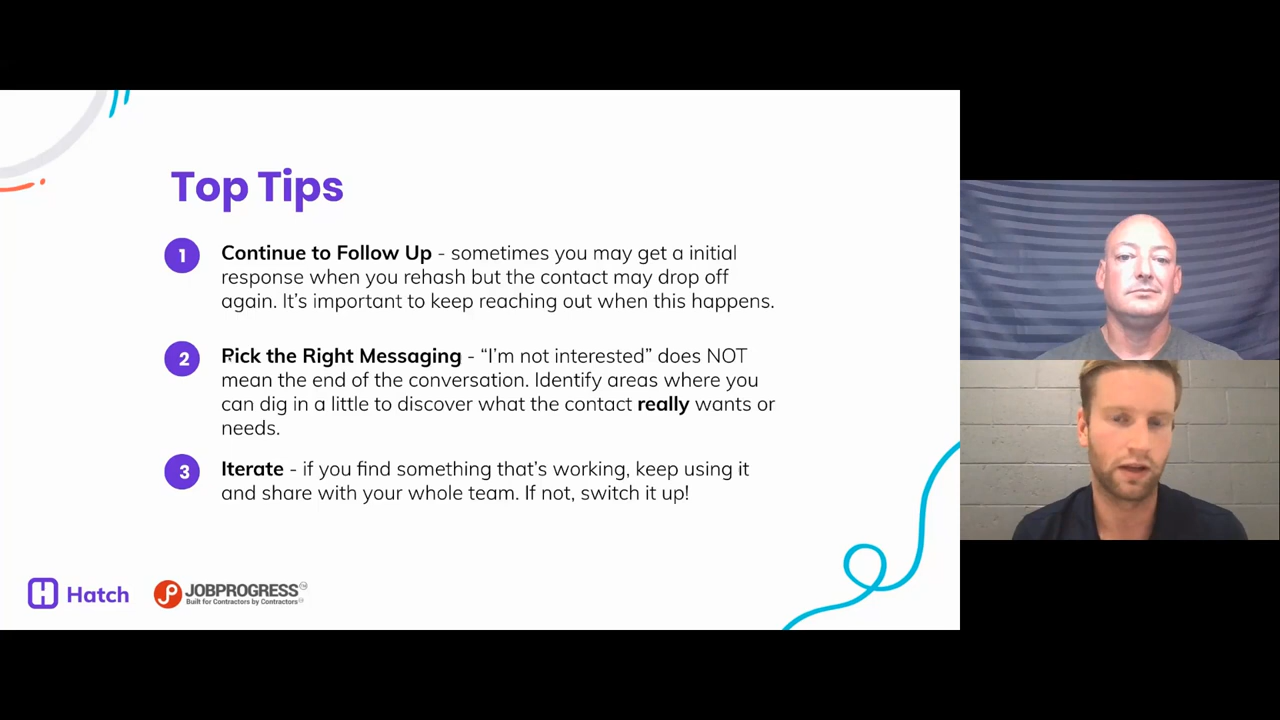 Top Tips
1
Continue to Follow Up - sometimes you may get a initial
response when you rehash but the contact may drop off
again. It's important to keep reaching out when this happens.
2
Pick the Right Messaging - “I'm not interested” does NOT
mean the end of the conversation. Identify areas where you
can dig in a little to discover what the contact really wants or
needs.
3
Iterate - if you find something that's working, keep using it
and share with your whole team. If not, switch it up!
Hatch
JOBPROGRESS
Built for Contractors by Contractors